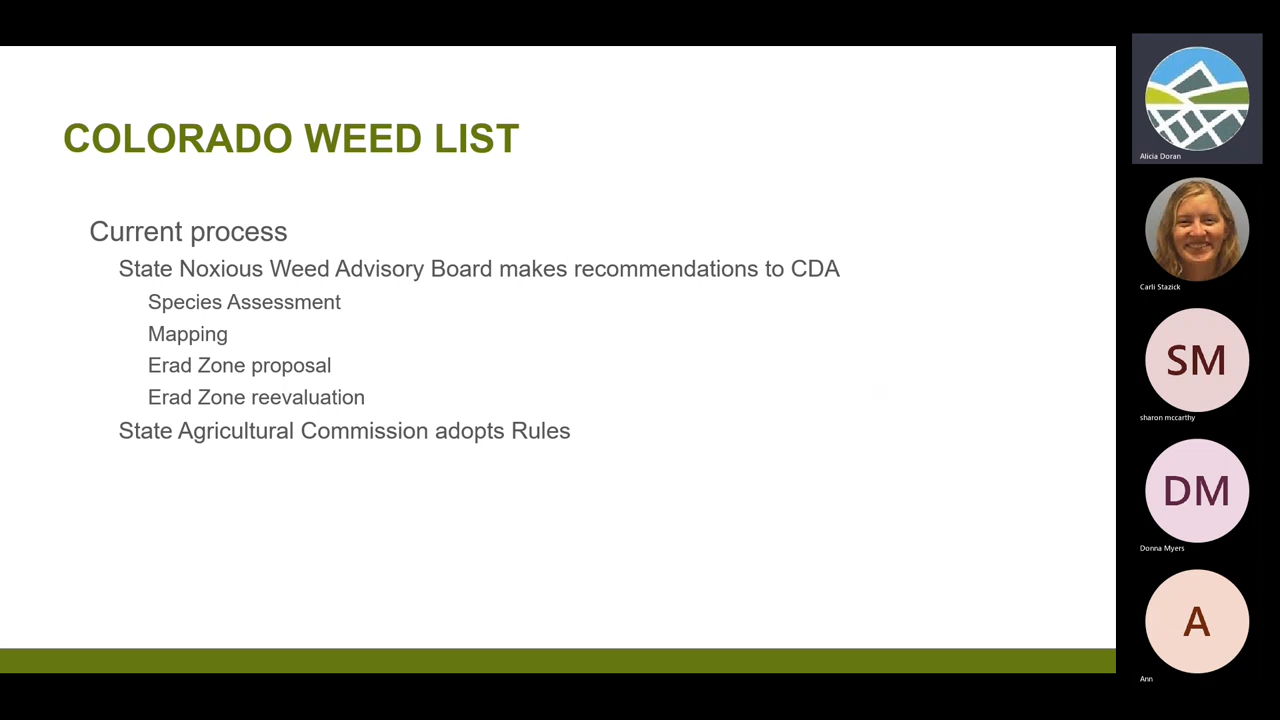 COLORADO WEED LIST
Current process
State Noxious Weed Advisory Board makes recommendations to CDA
Species Assessment
Mapping
Erad Zone proposal
Erad Zone reevaluation
State Agricultural Commission adopts Rules
Alicia Doran
Carli Stazick
SM
sharon mccarthy
DM
Donna Myers
A
Ann